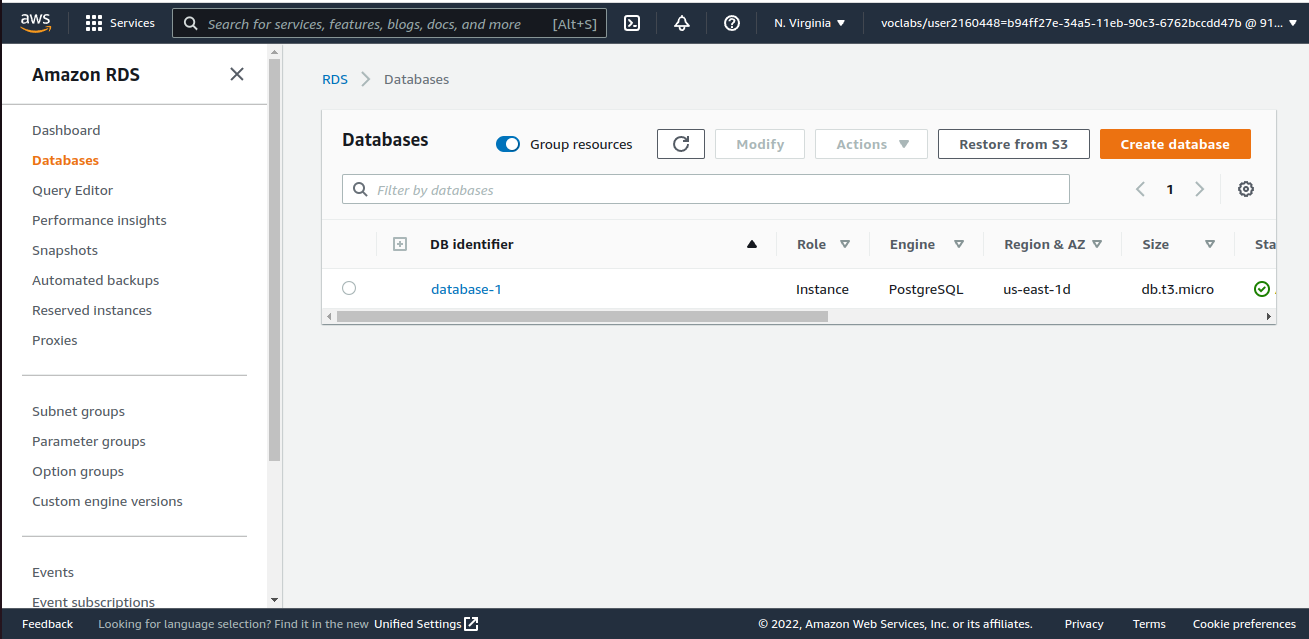 aws Services Search for services, features, blogs, docs, and more [Alt+S] N. Virginia voclabs/user2160448=b94ff27e-34a5-11eb-90c3-6762bccdd47b @ 91...
Amazon RDS
Dashboard
Databases
Query Editor
Performance insights
Snapshots
Automated backups
Reserved instances
Proxies
Subnet groups
Parameter groups
Option groups
Custom engine versions
Events
Event subscriptions
RDS Databases
Databases Group resources Modify Actions Restore from S3 Create database
Filter by databases 1
DB identifier Role Engine Region & AZ Size Sta
database-1 Instance PostgreSQL us-east-1d db.t3.micro
Feedback Looking for language selection? Find it in the new Unified Settings © 2022, Amazon Web Services, Inc. or its affiliates. Privacy Terms Cookie preferences